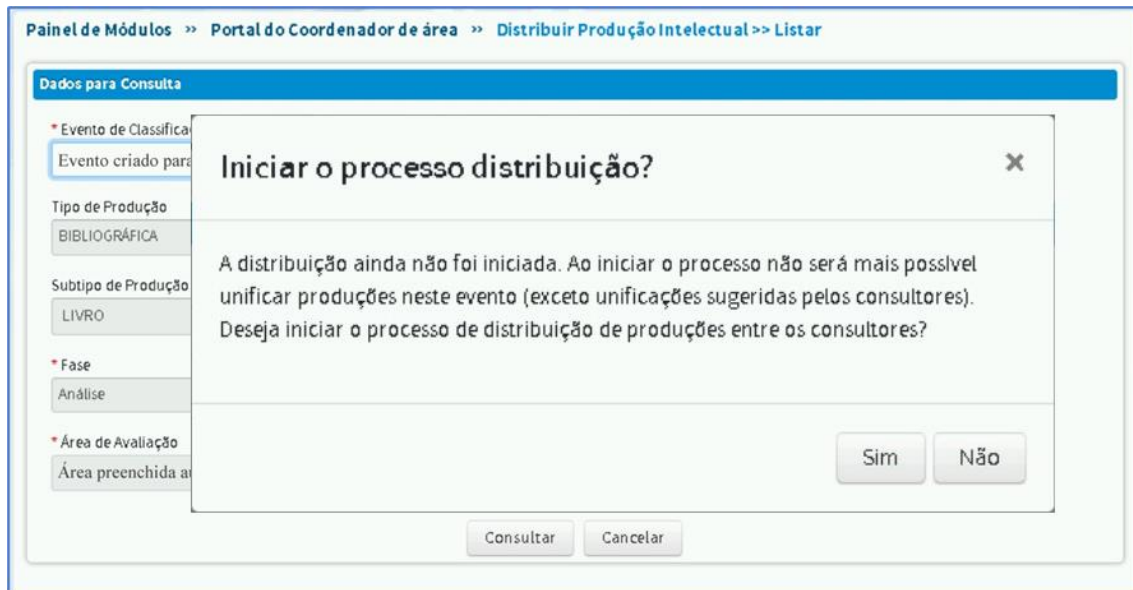 Painel de Módulos » Portal do Coordenador de área » Distribuir Produção Intelectual >> Listar
Dados para Consulta
* Evento de Classifica
Evento criado para
Tipo de Produção
BIBLIOGRÁFICA
Subtipo de Produção
LIVRO
* Fase
Análise
* Área de Avaliação
Área preenchida au
Iniciar o processo distribuição?
×
A distribuição ainda não foi iniciada. Ao iniciar o processo não será mais possível
unificar produções neste evento (exceto unificações sugeridas pelos consultores).
Deseja iniciar o processo de distribuição de produções entre os consultores?
Sim Não
Consultar Cancelar